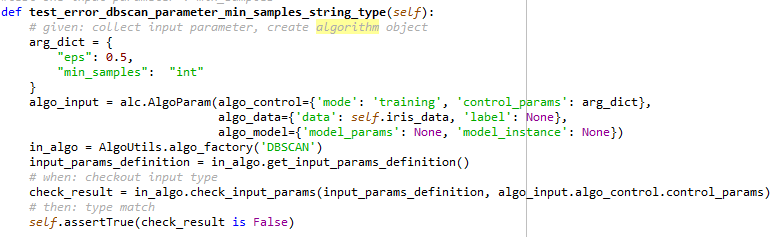 def test_error_dbscan_parameter_min_samples_string_type(self):
    # given: collect input parameter, create algorithm object
    arg_dict = {
        "eps": 0.5,
        "min_samples":  "int"
    }
    algo_input = alc.AlgoParam(algo_control={'mode': 'training', 'control_params': arg_dict},
                               algo_data={'data': self.iris_data, 'label': None},
                               algo_model={'model_params': None, 'model_instance': None})
    in_algo = AlgoUtils.algo_factory('DBSCAN')
    input_params_definition = in_algo.get_input_params_definition()
    # when: checkout input type
    check_result = in_algo.check_input_params(input_params_definition, algo_input.algo_control.control_params)
    # then: type match
    self.assertTrue(check_result is False)